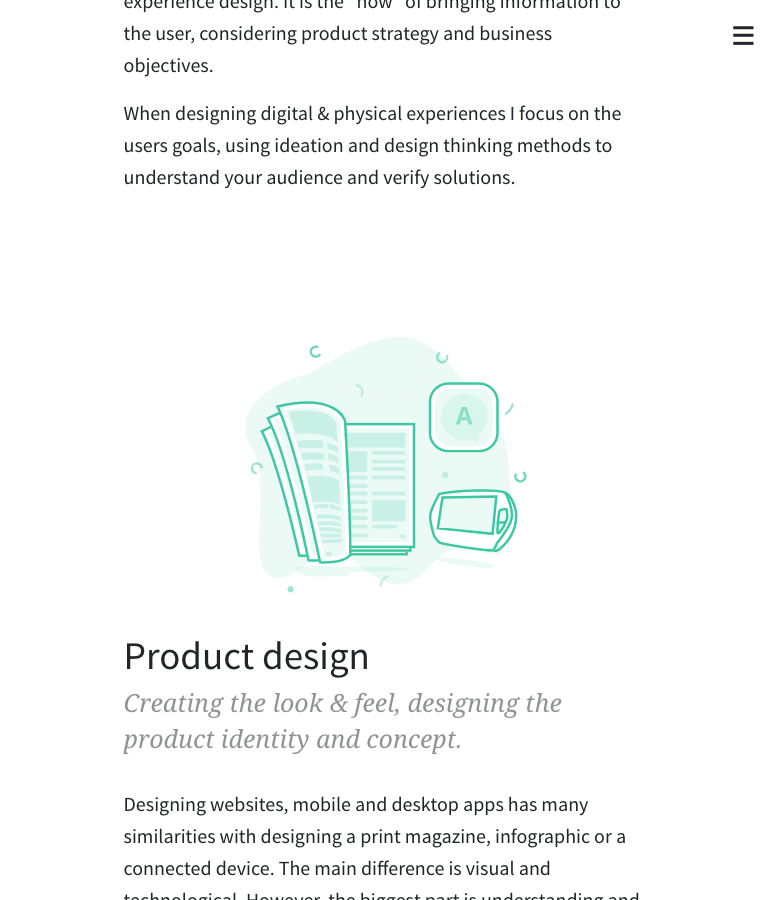 experience design. It is the "how" of bringing information to
the user, considering product strategy and business
objectives.
When designing digital & physical experiences I focus on the
users goals, using ideation and design thinking methods to
understand your audience and verify solutions.
A
Product design
Creating the look & feel, designing the
product identity and concept.
Designing websites, mobile and desktop apps has many
similarities with designing a print magazine, infographic or a
connected device. The main difference is visual and
technological. However, the biggest part is understanding and